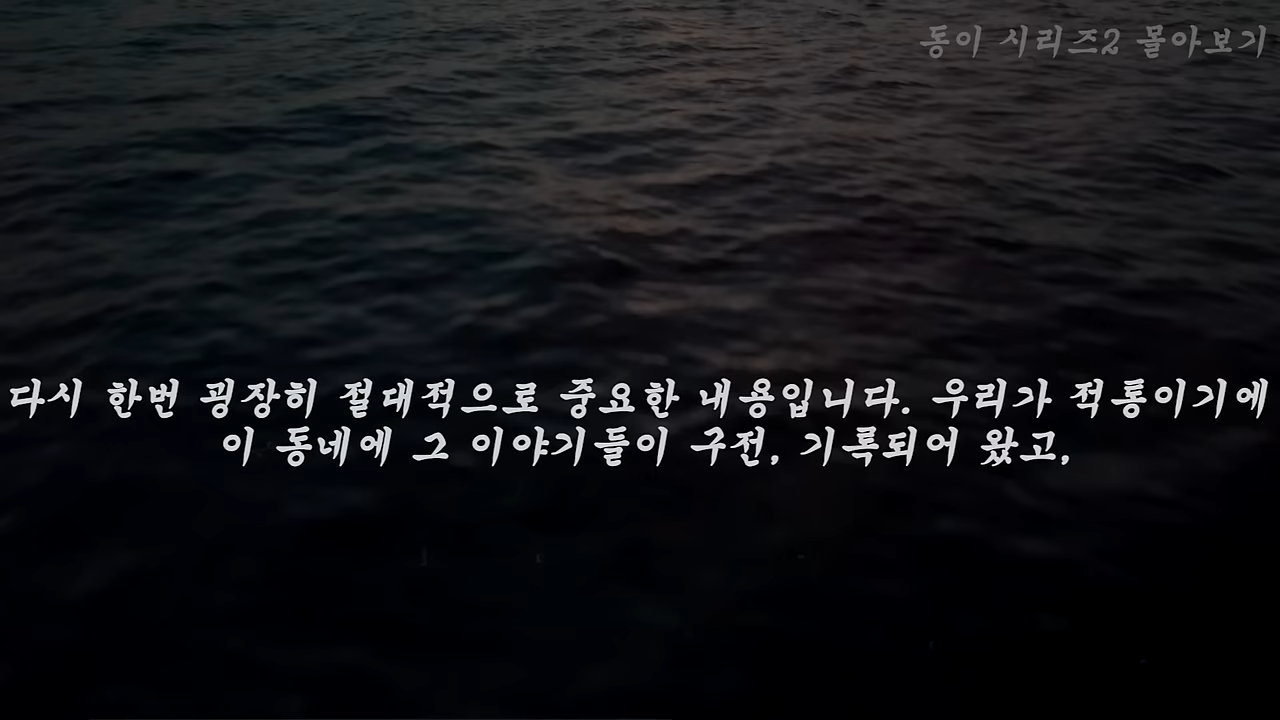 동이 시리즈2 몰아보기
다시 한번 굉장히 절대적으로 중요한 내용입니다. 우리가 적통이기에
이 동네에 그 이야기들이 구전, 기록되어 왔고,